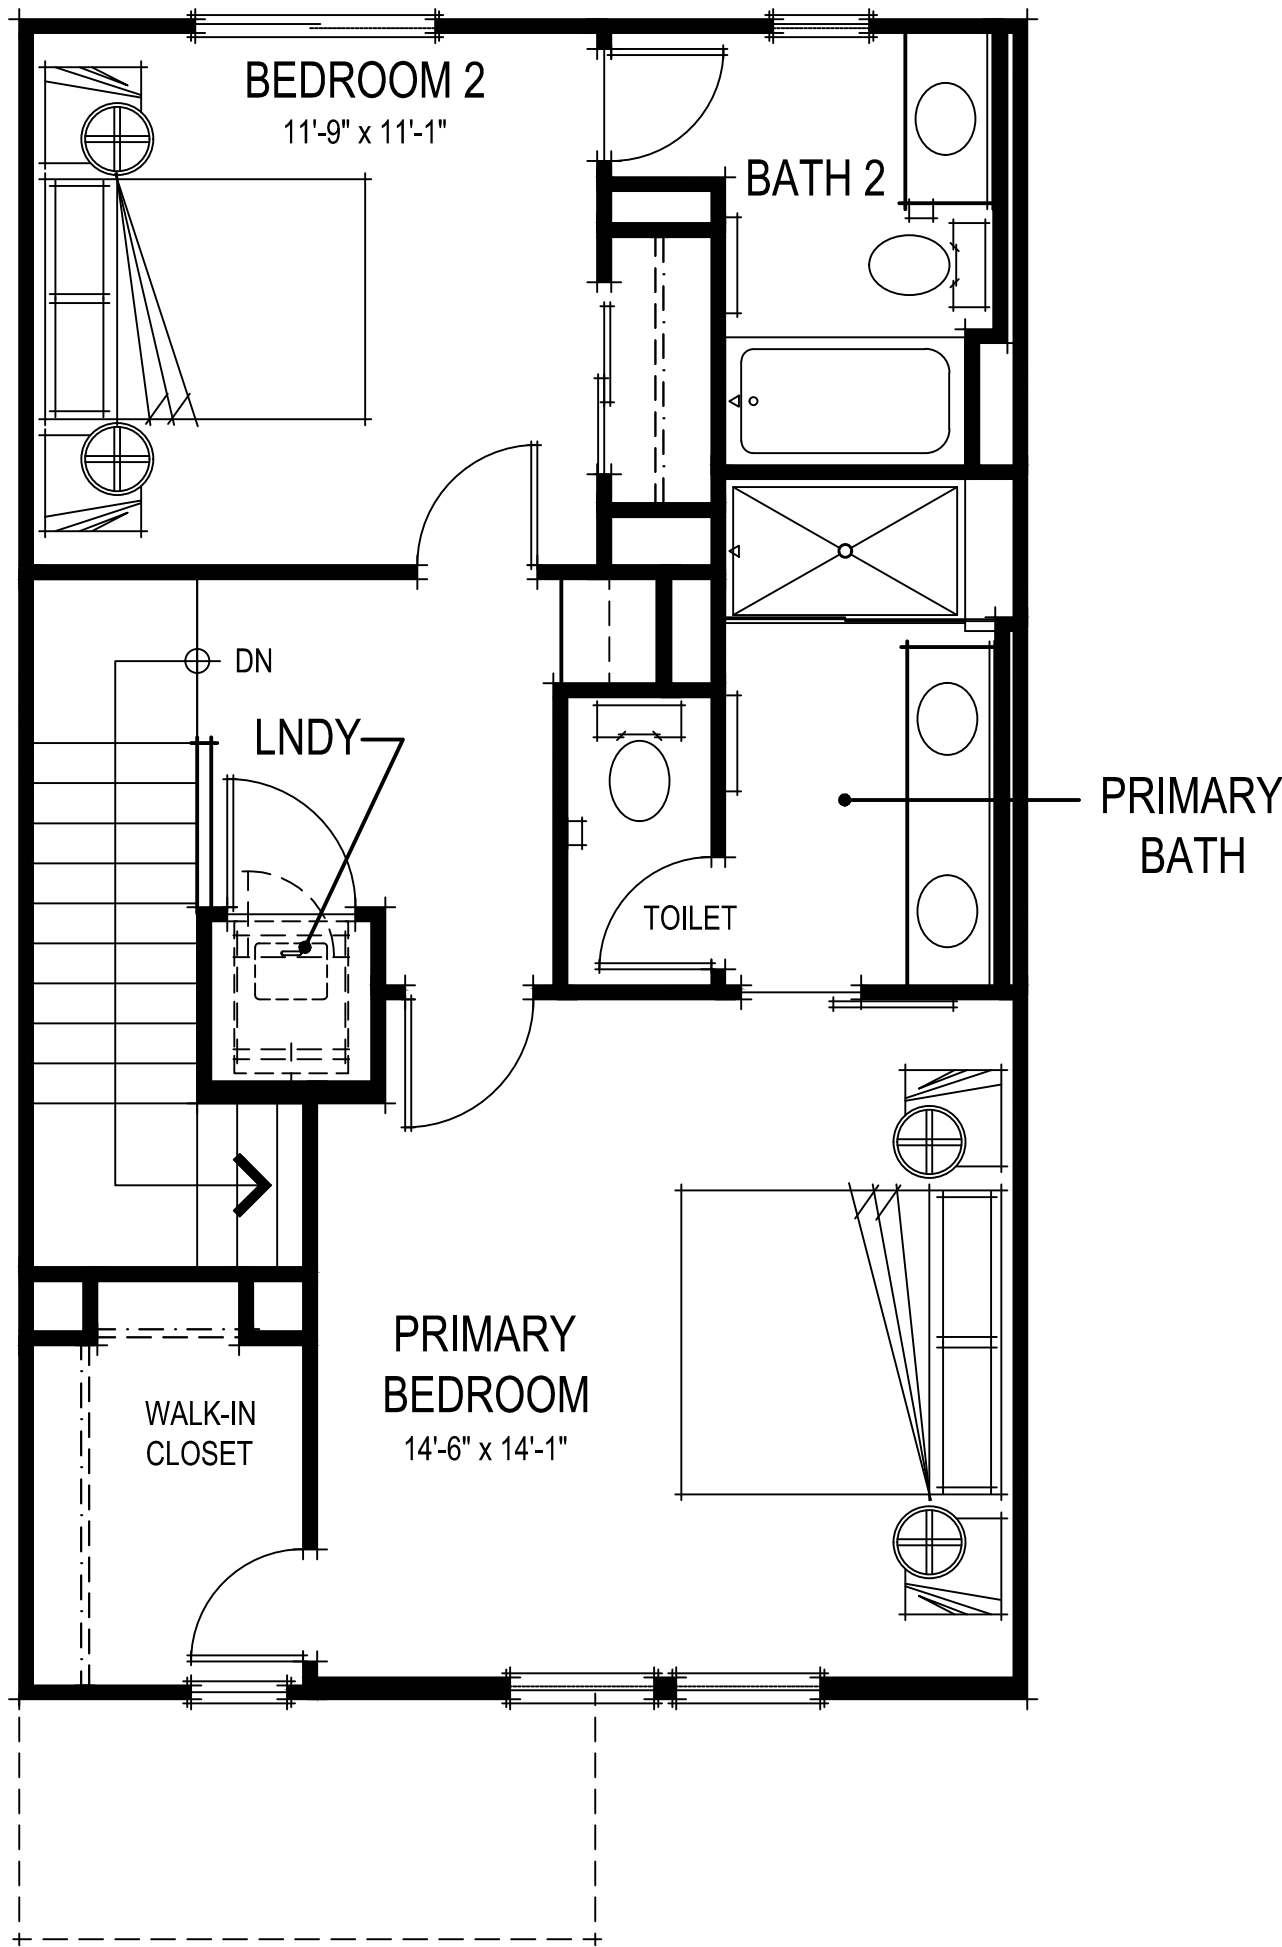 BEDROOM 2
11'-9" x 11'-1"
BATH 2
DN
LNDY
PRIMARY
BATH
TOILET
PRIMARY
BEDROOM
14'-6" x 14'-1"
WALK-IN
CLOSET